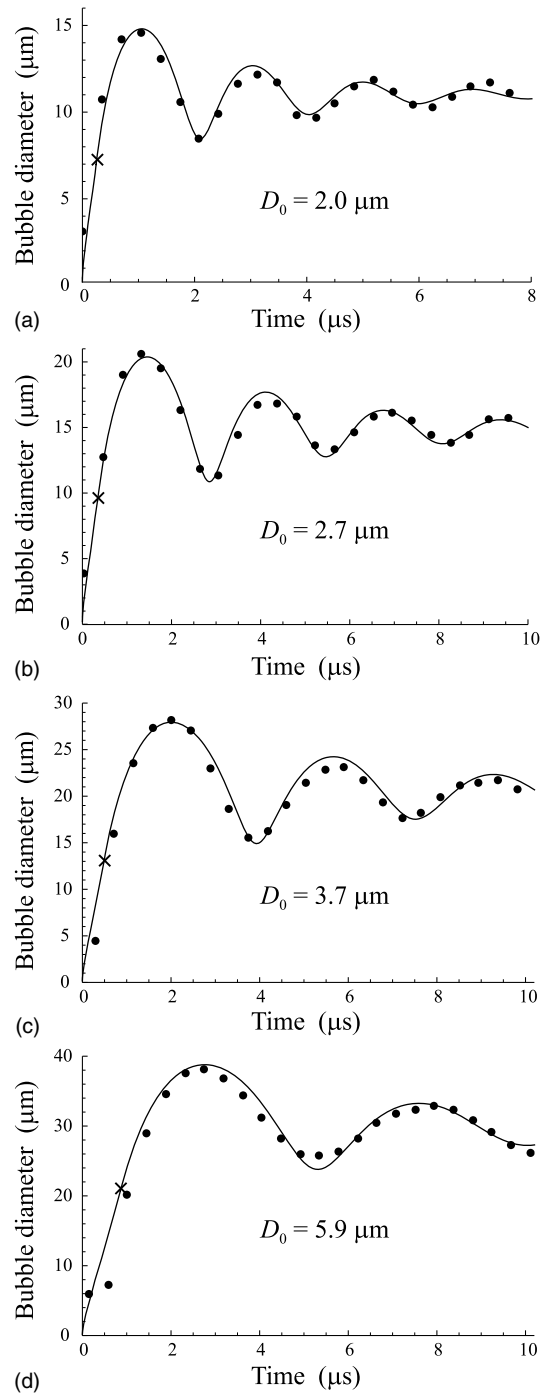 15
10
5
0
Bubble diameter (μm)
D0 = 2.0 μm
0 2 4 6 8
(a) Time (μs)
20
15
10
5
0
Bubble diameter (μm)
D0 = 2.7 μm
0 2 4 6 8 10
(b) Time (μs)
30
25
20
15
10
5
0
Bubble diameter (μm)
D0 = 3.7 μm
0 2 4 6 8 10
(c) Time (μs)
40
30
20
10
0
Bubble diameter (μm)
D0 = 5.9 μm
0 2 4 6 8 10
(d) Time (μs)